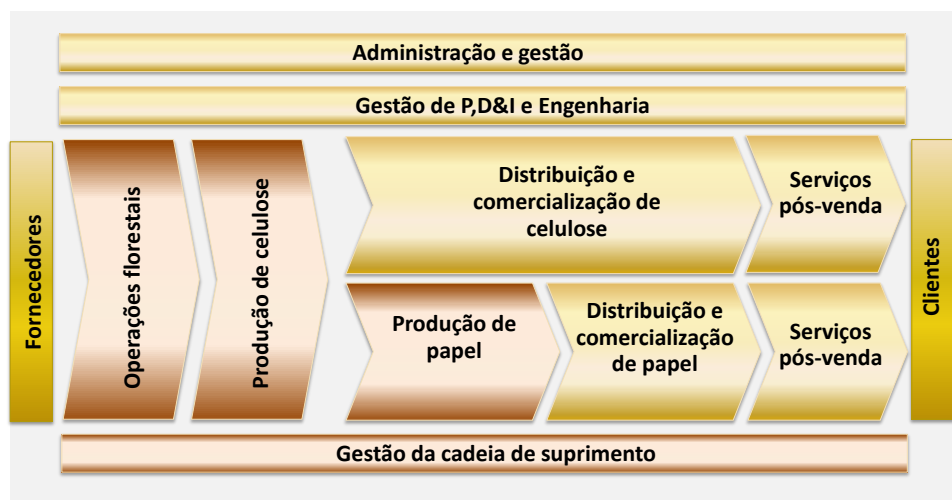 Administração e gestão
Gestão de P,D&I e Engenharia
Fornecedores
Operações florestais
Produção de celulose
Distribuição e
comercialização de
celulose
Serviços
pós-venda
Produção de
papel
Distribuição e
comercialização
de papel
Serviços
pós-venda
Clientes
Gestão da cadeia de suprimento